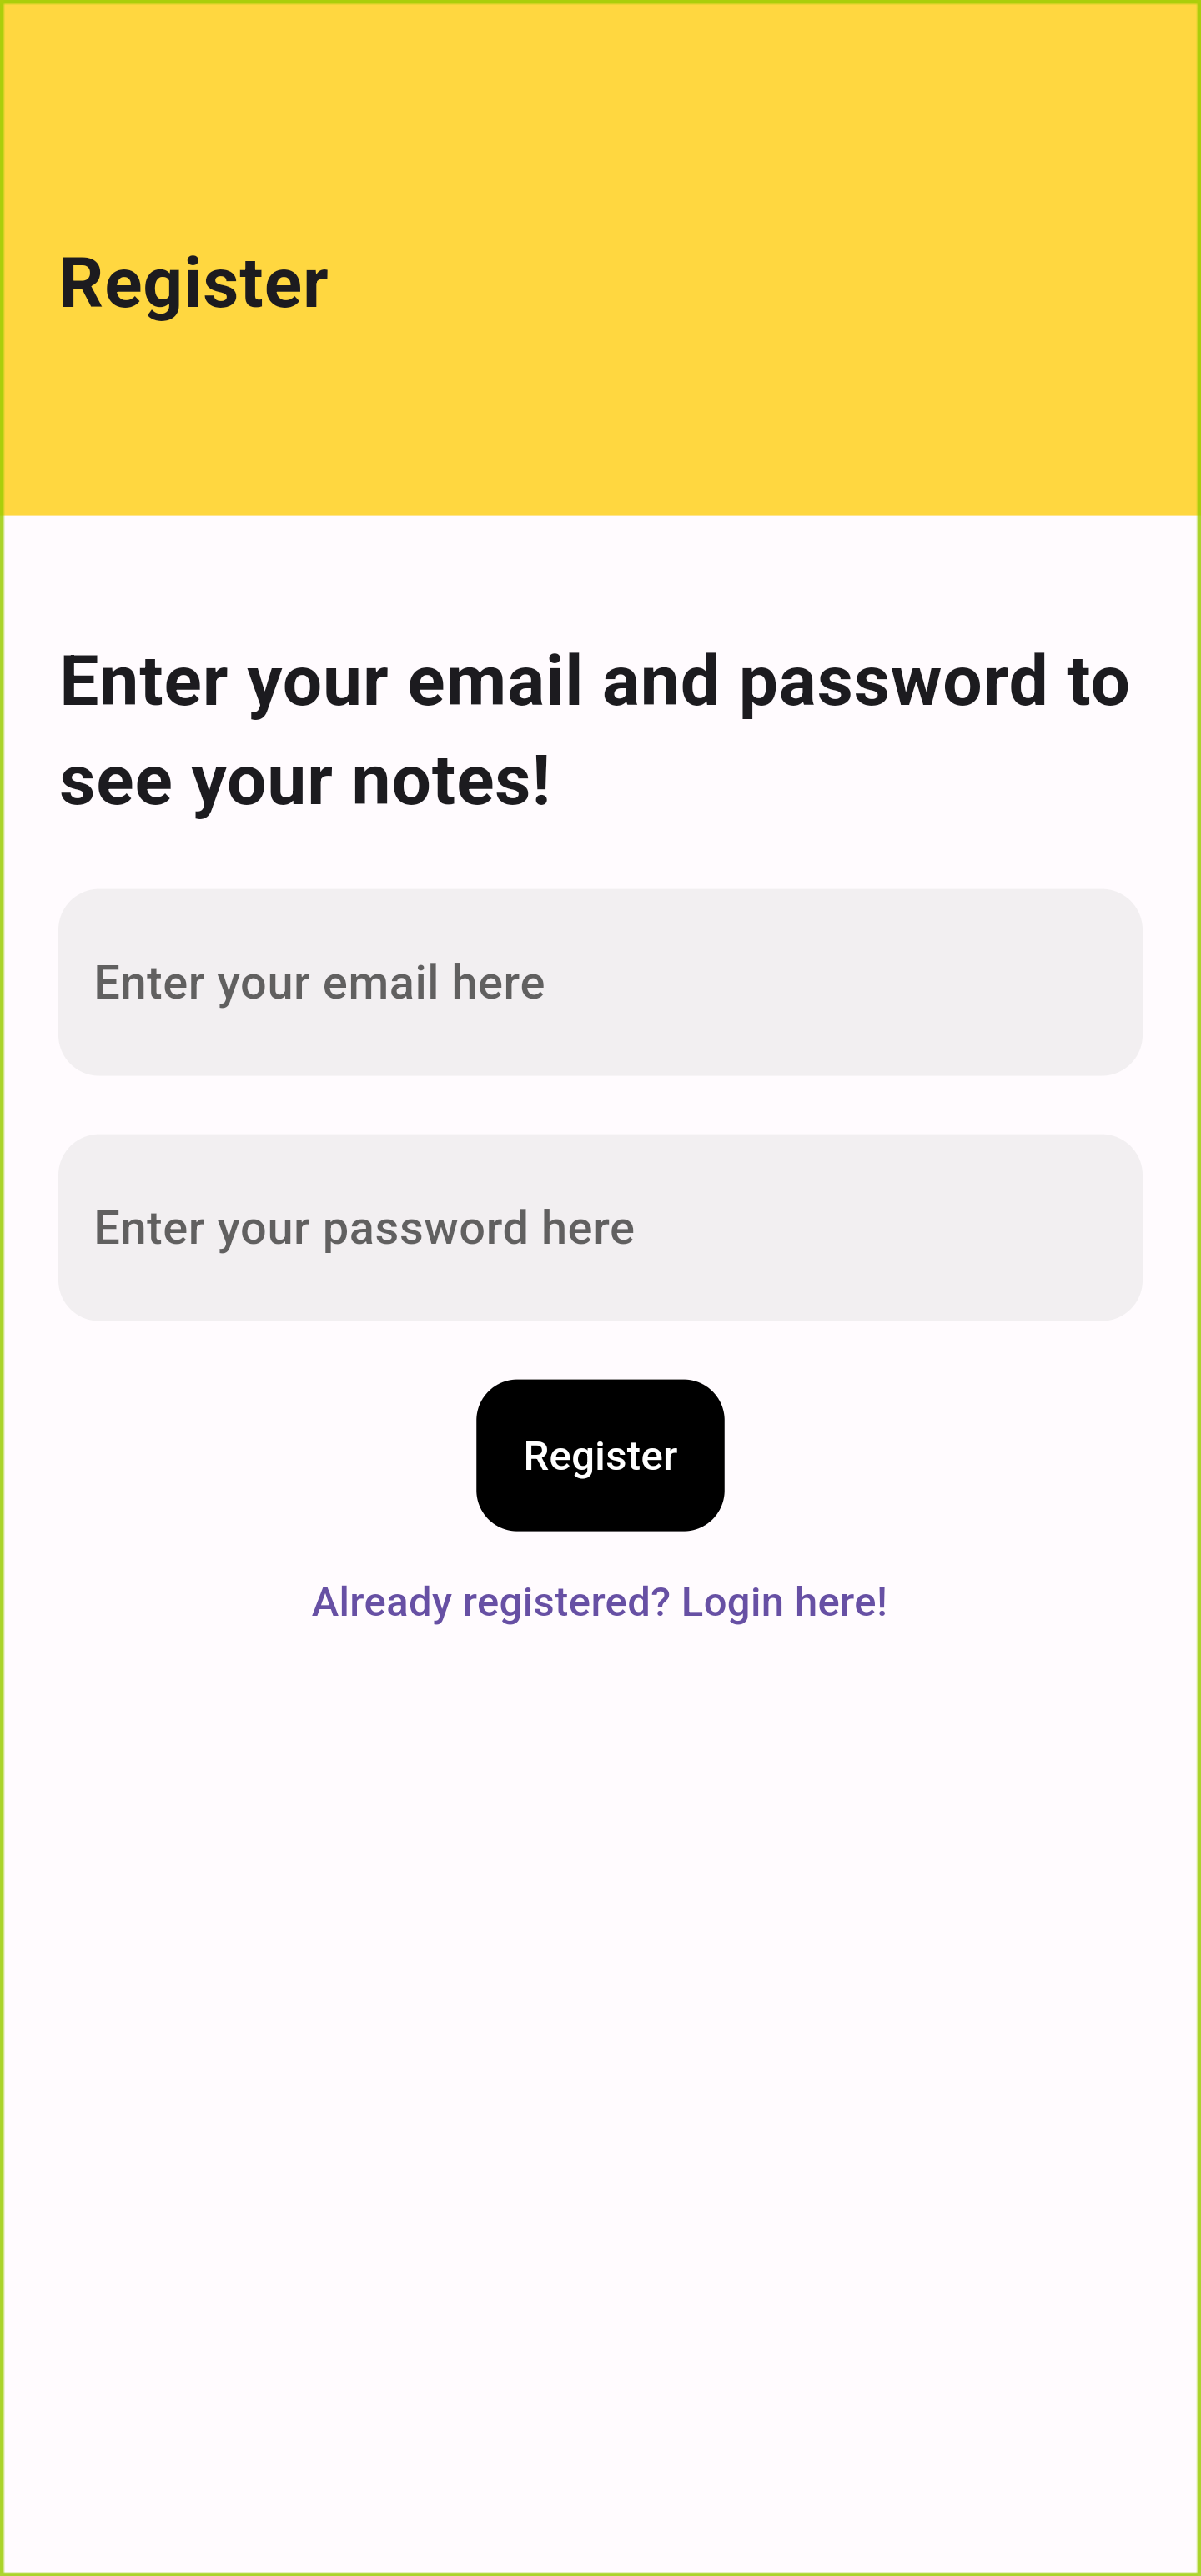 Register
Enter your email and password to
see your notes!
Enter your email here
Enter your password here
Register
Already registered? Login here!